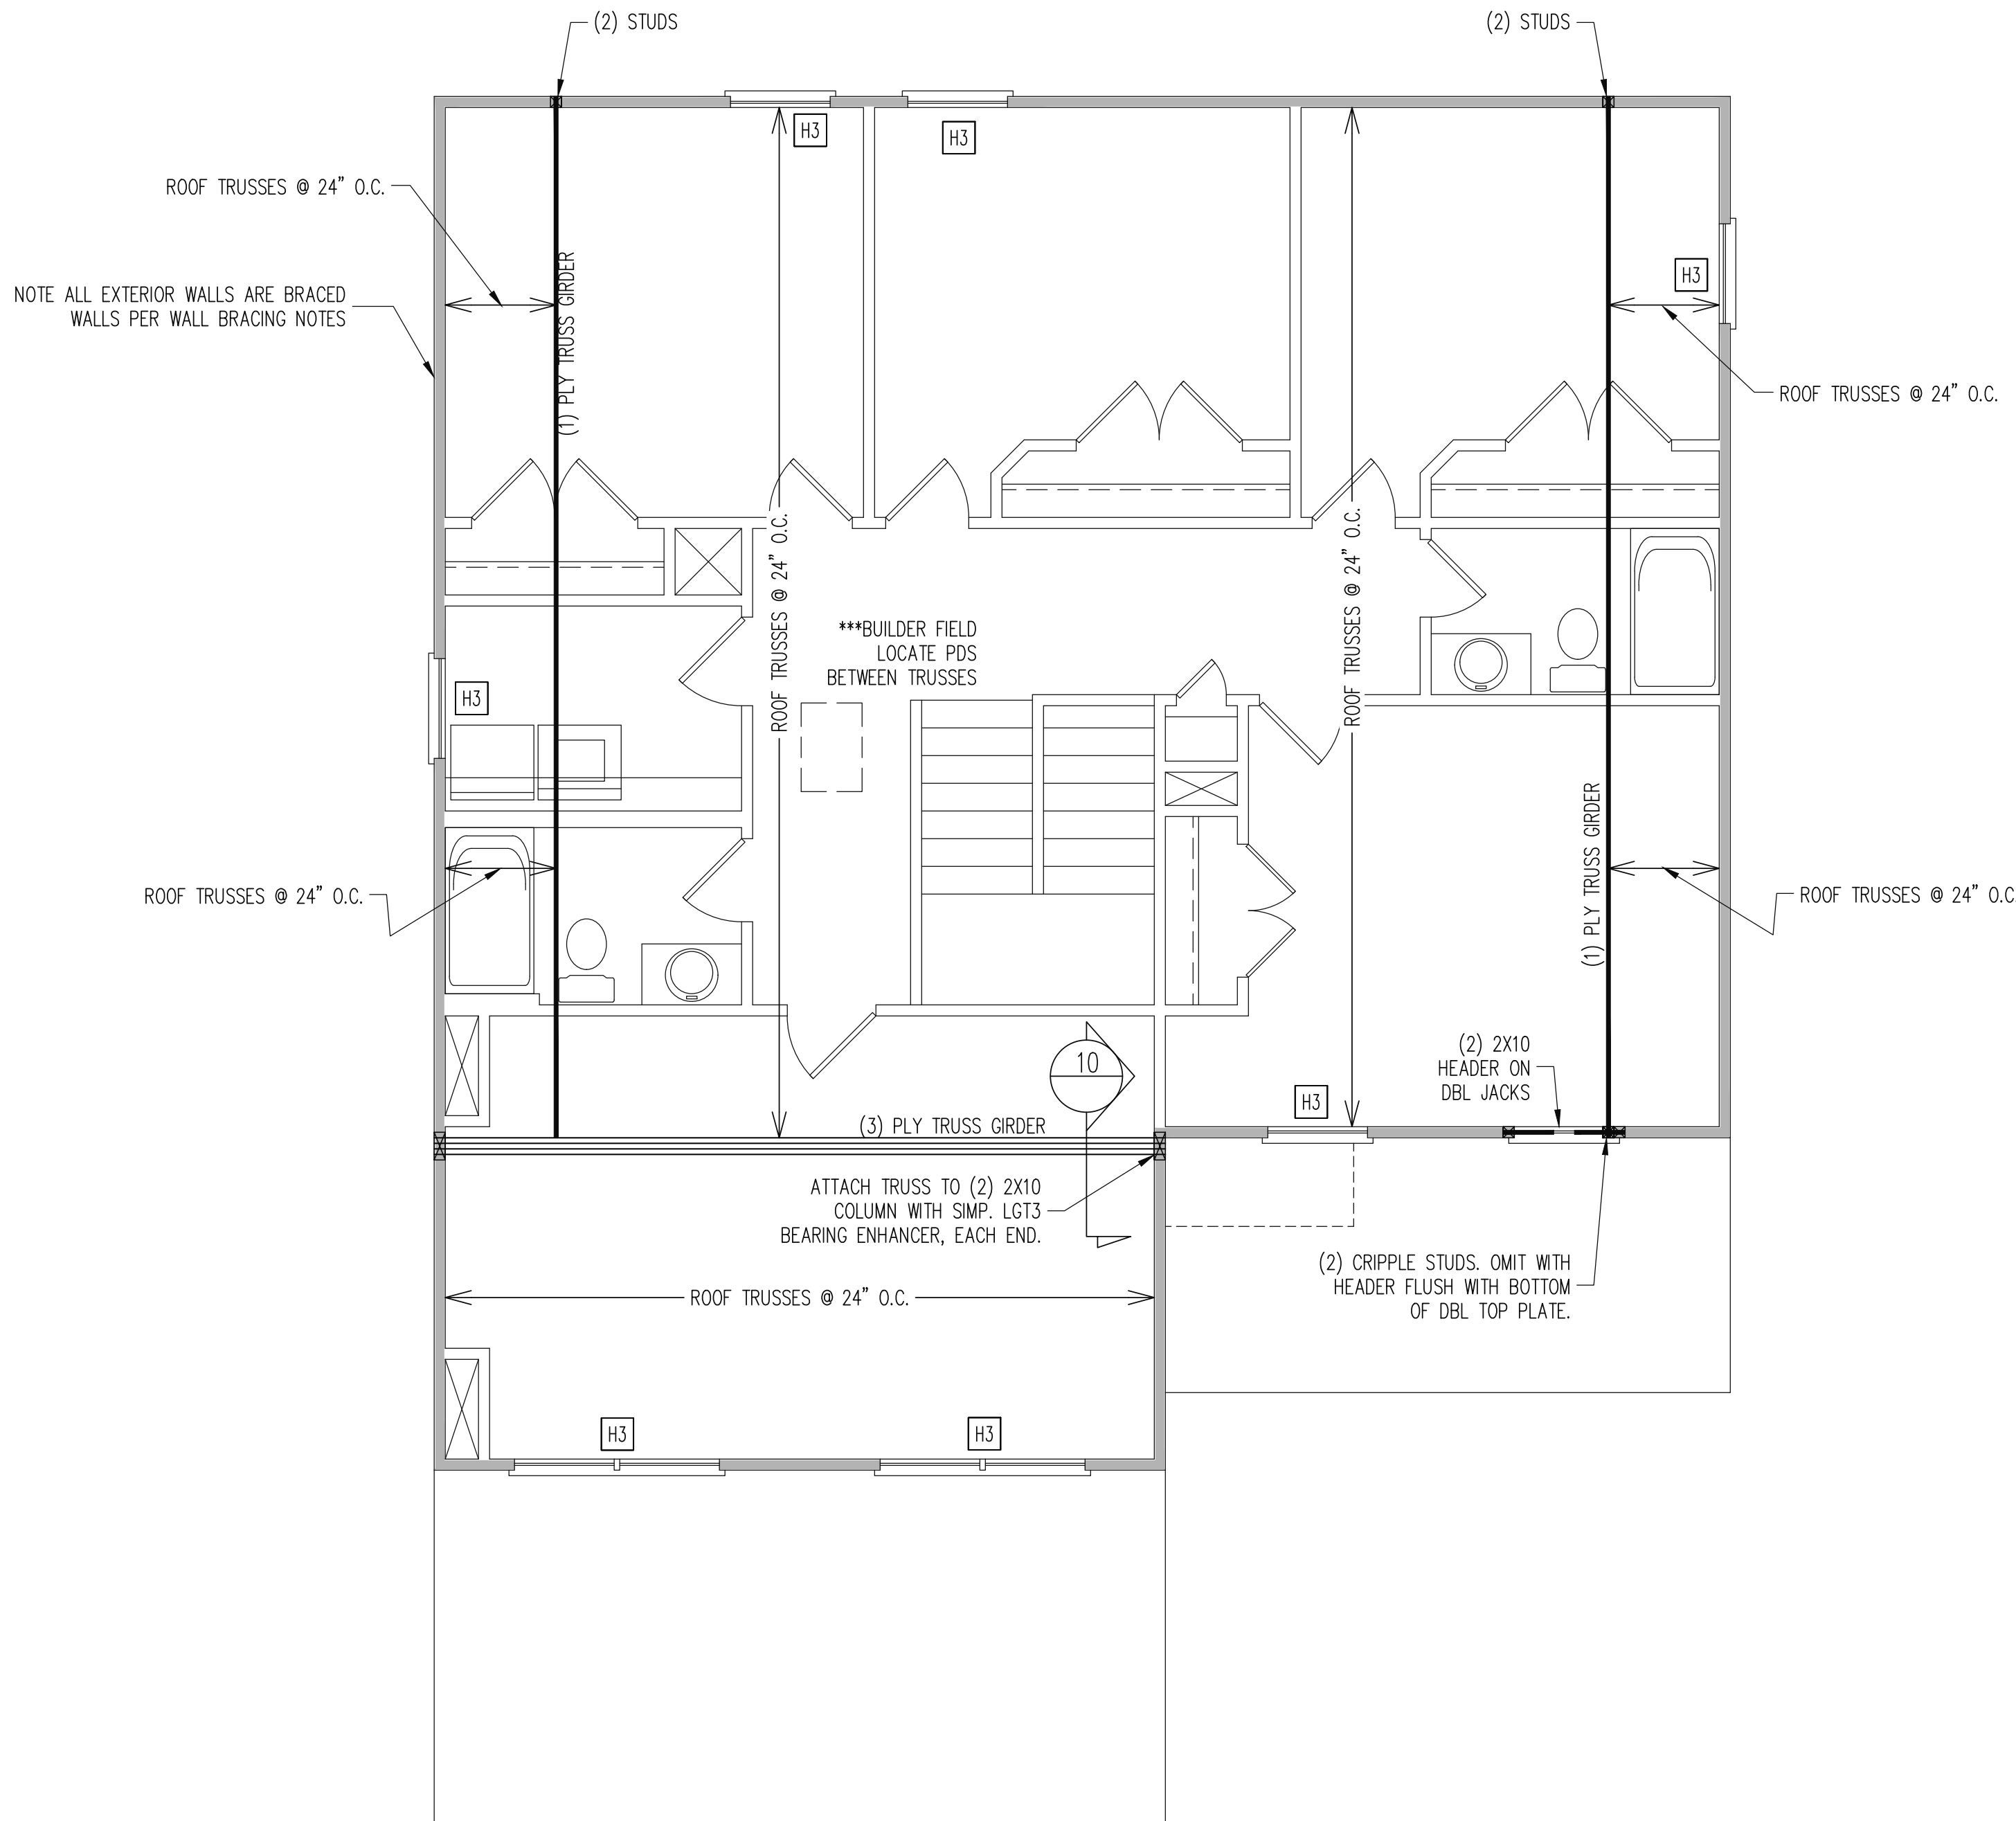 (2) STUDS
(2) STUDS
H3
H3
ROOF TRUSSES @ 24" O.C.
H3
NOTE ALL EXTERIOR WALLS ARE BRACED
WALLS PER WALL BRACING NOTES
(1) PLY TRUSS GIRDER
ROOF TRUSSES @ 24" O.C.
ROOF TRUSSES @ 24" O.C.
ROOF TRUSSES @ 24" O.C.
***BUILDER FIELD
LOCATE PDS
BETWEEN TRUSSES
H3
(1) PLY TRUSS GIRDER
ROOF TRUSSES @ 24" O.C.
ROOF TRUSSES @ 24" O.C
10
(2) 2X10
HEADER ON
DBL JACKS
H3
(3) PLY TRUSS GIRDER
ATTACH TRUSS TO (2) 2X10
COLUMN WITH SIMP. LGT3
BEARING ENHANCER, EACH END.
(2) CRIPPLE STUDS. OMIT WITH
HEADER FLUSH WITH BOTTOM
OF DBL TOP PLATE.
ROOF TRUSSES @ 24" O.C.
H3
H3